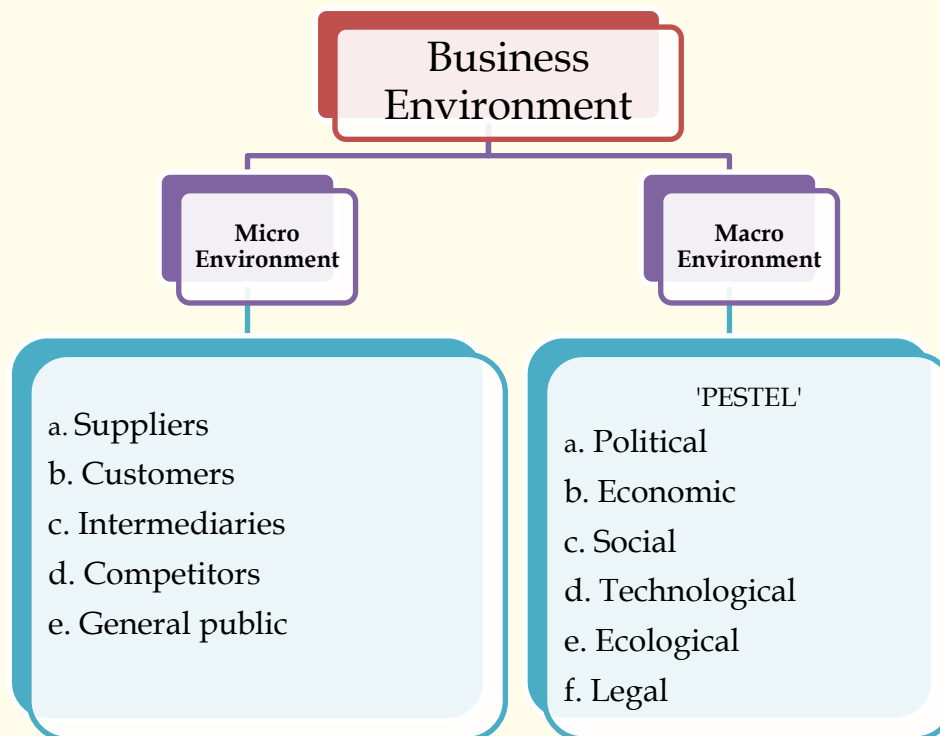 Business
Environment
Micro
Environment
Macro
Environment
a. Suppliers
b. Customers
c. Intermediaries
d. Competitors
e. General public
'PESTEL'
a. Political
b. Economic
c. Social
d. Technological
e. Ecological
f. Legal